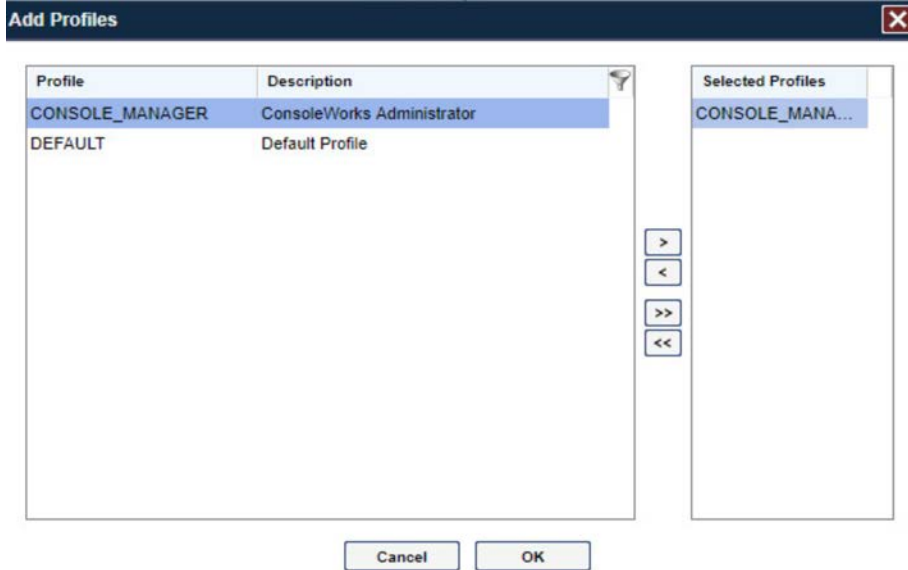 Add Profiles
Profile Description Selected Profiles
CONSOLE_MANAGER ConsoleWorks Administrator CONSOLE_MANA...
DEFAULT Default Profile
>
<
>>
<<
Cancel OK